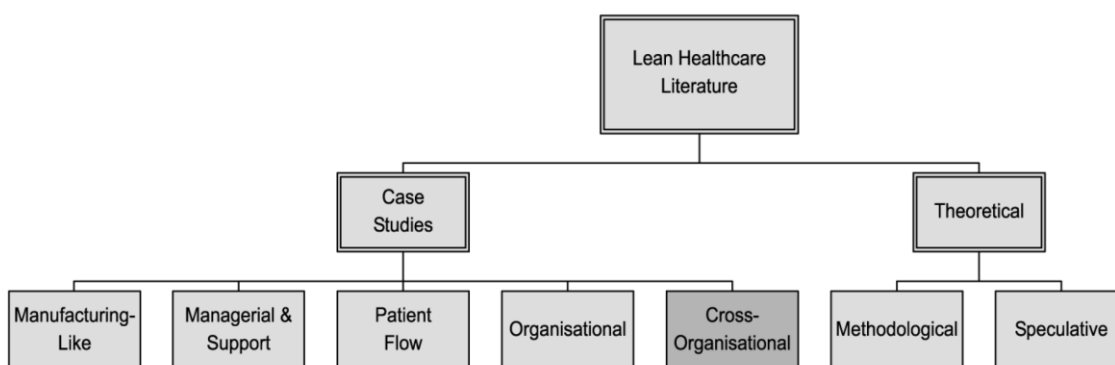 Lean Healthcare
Literature
Case
Studies
Theoretical
Manufacturing-
Like
Managerial &
Support
Patient
Flow
Organisational
Cross-
Organisational
Methodological
Speculative